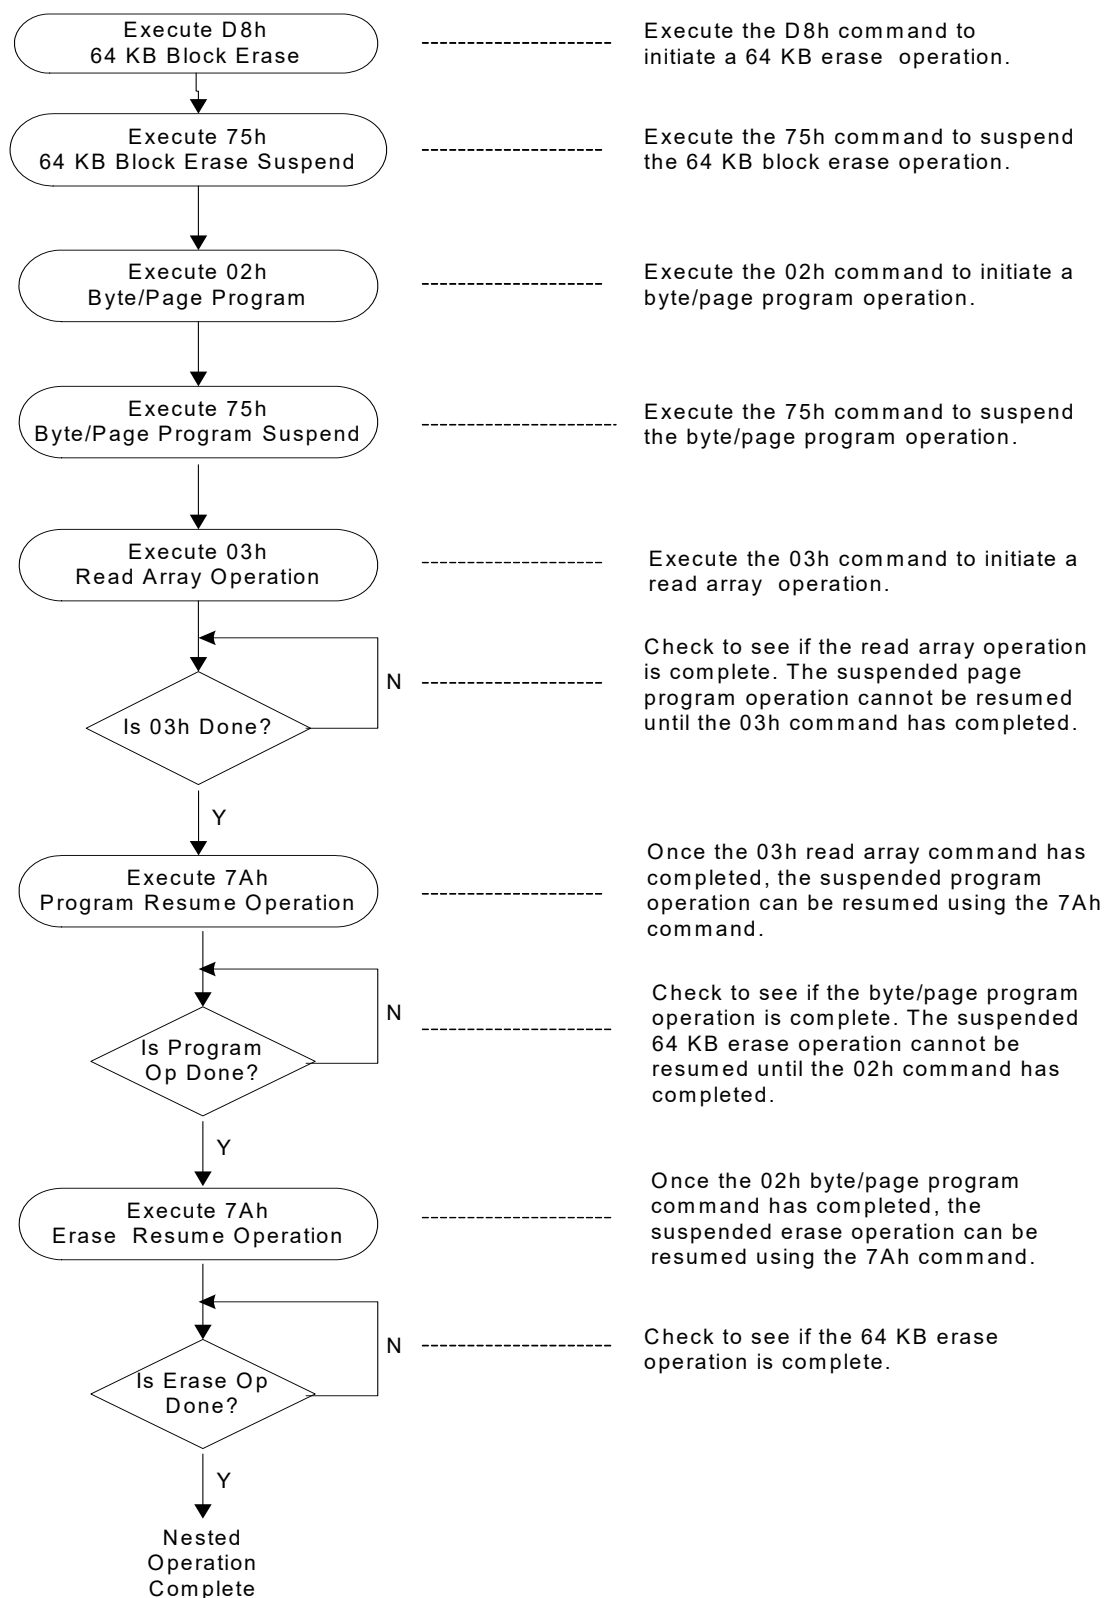 Execute D8h
64 KB Block Erase
Execute the D8h command to
initiate a 64 KB erase operation.
Execute 75h
64 KB Block Erase Suspend
Execute the 75h command to suspend
the 64 KB block erase operation.
Execute 02h
Byte/Page Program
Execute the 02h command to initiate a
byte/page program operation.
Execute 75h
Byte/Page Program Suspend
Execute the 75h command to suspend
the byte/page program operation.
Execute 03h
Read Array Operation
Execute the 03h command to initiate a
read array operation.
Is 03h Done?
N
Check to see if the read array operation
is complete. The suspended page
program operation cannot be resumed
until the 03h command has completed.
Y
Execute 7Ah
Program Resume Operation
Once the 03h read array command has
completed, the suspended program
operation can be resumed using the 7Ah
command.
Is Program
Op Done?
N
Check to see if the byte/page program
operation is complete. The suspended
64 KB erase operation cannot be
resumed until the 02h command has
completed.
Y
Execute 7Ah
Erase Resume Operation
Once the 02h byte/page program
command has completed, the
suspended erase operation can be
resumed using the 7Ah command.
Is Erase Op
Done?
N
Check to see if the 64 KB erase
operation is complete.
Y
Nested
Operation
Complete